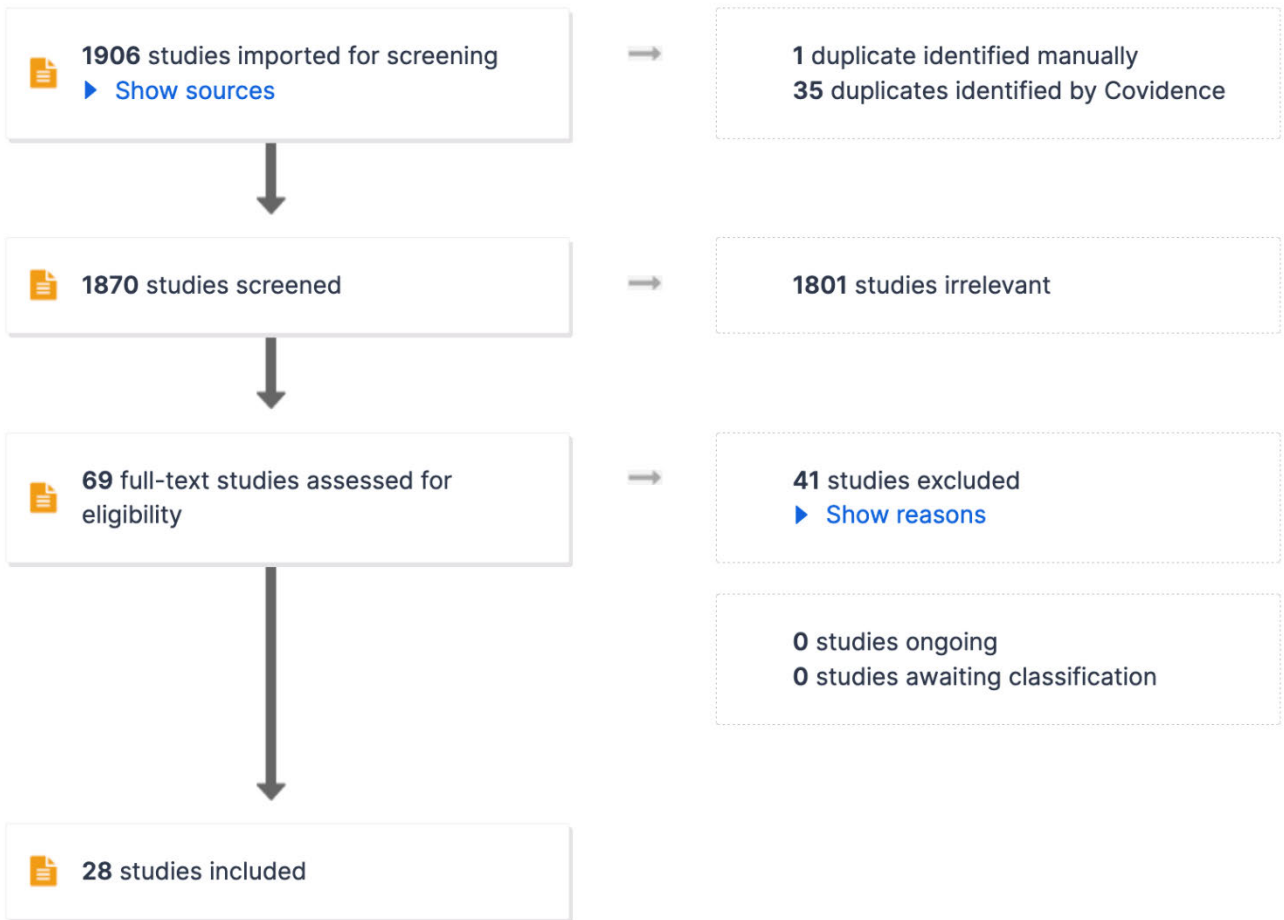 1906 studies imported for screening
Show sources
1 duplicate identified manually
35 duplicates identified by Covidence
1870 studies screened
1801 studies irrelevant
69 full-text studies assessed for
eligibility
41 studies excluded
Show reasons
0 studies ongoing
0 studies awaiting classification
28 studies included